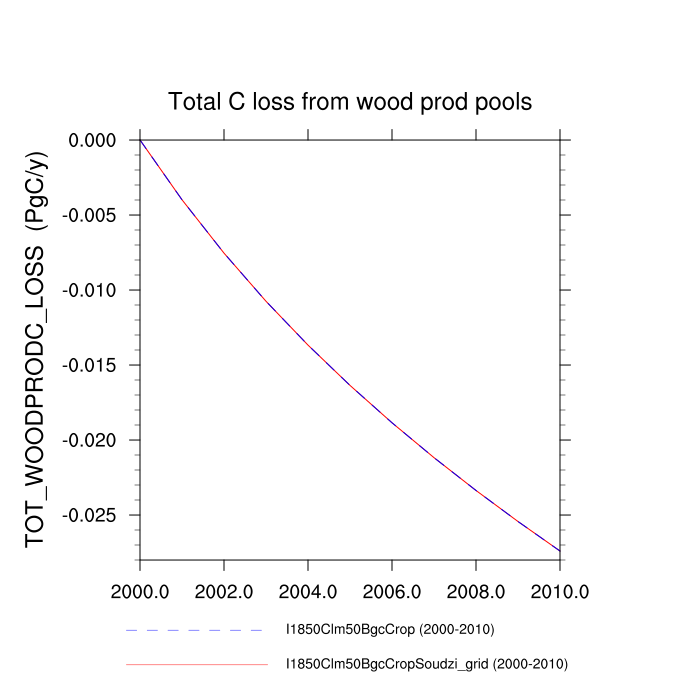 Total C loss from wood prod pools
TOT_WOODPRODC_LOSS (PgC/y)
0.000
-0.005
-0.010
-0.015
-0.020
-0.025
2000.0 2002.0 2004.0 2006.0 2008.0 2010.0
I1850Clm50BgcCrop (2000-2010)
I1850Clm50BgcCropSoudzi_grid (2000-2010)